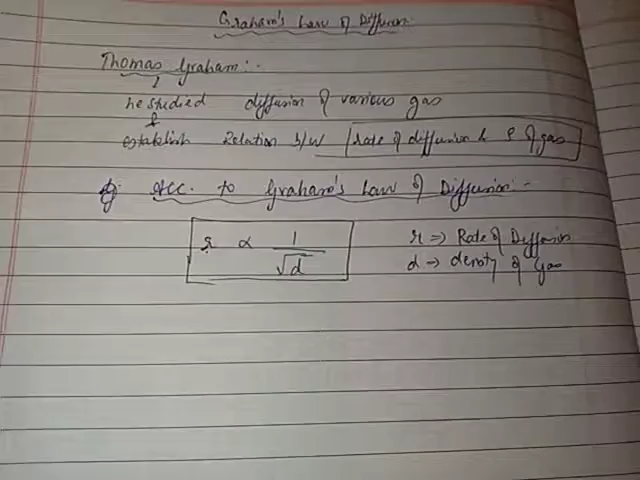 Graham's Law of Diffusion
Thomas Graham:-
he studied diffusion of various gas
&
establish Relation b/w rate of diffusion & ρ of gas
Acc. to Graham's Law of Diffusion:-
r ∝ 1/√d
r => Rate of Diffusion
d → density of Gas